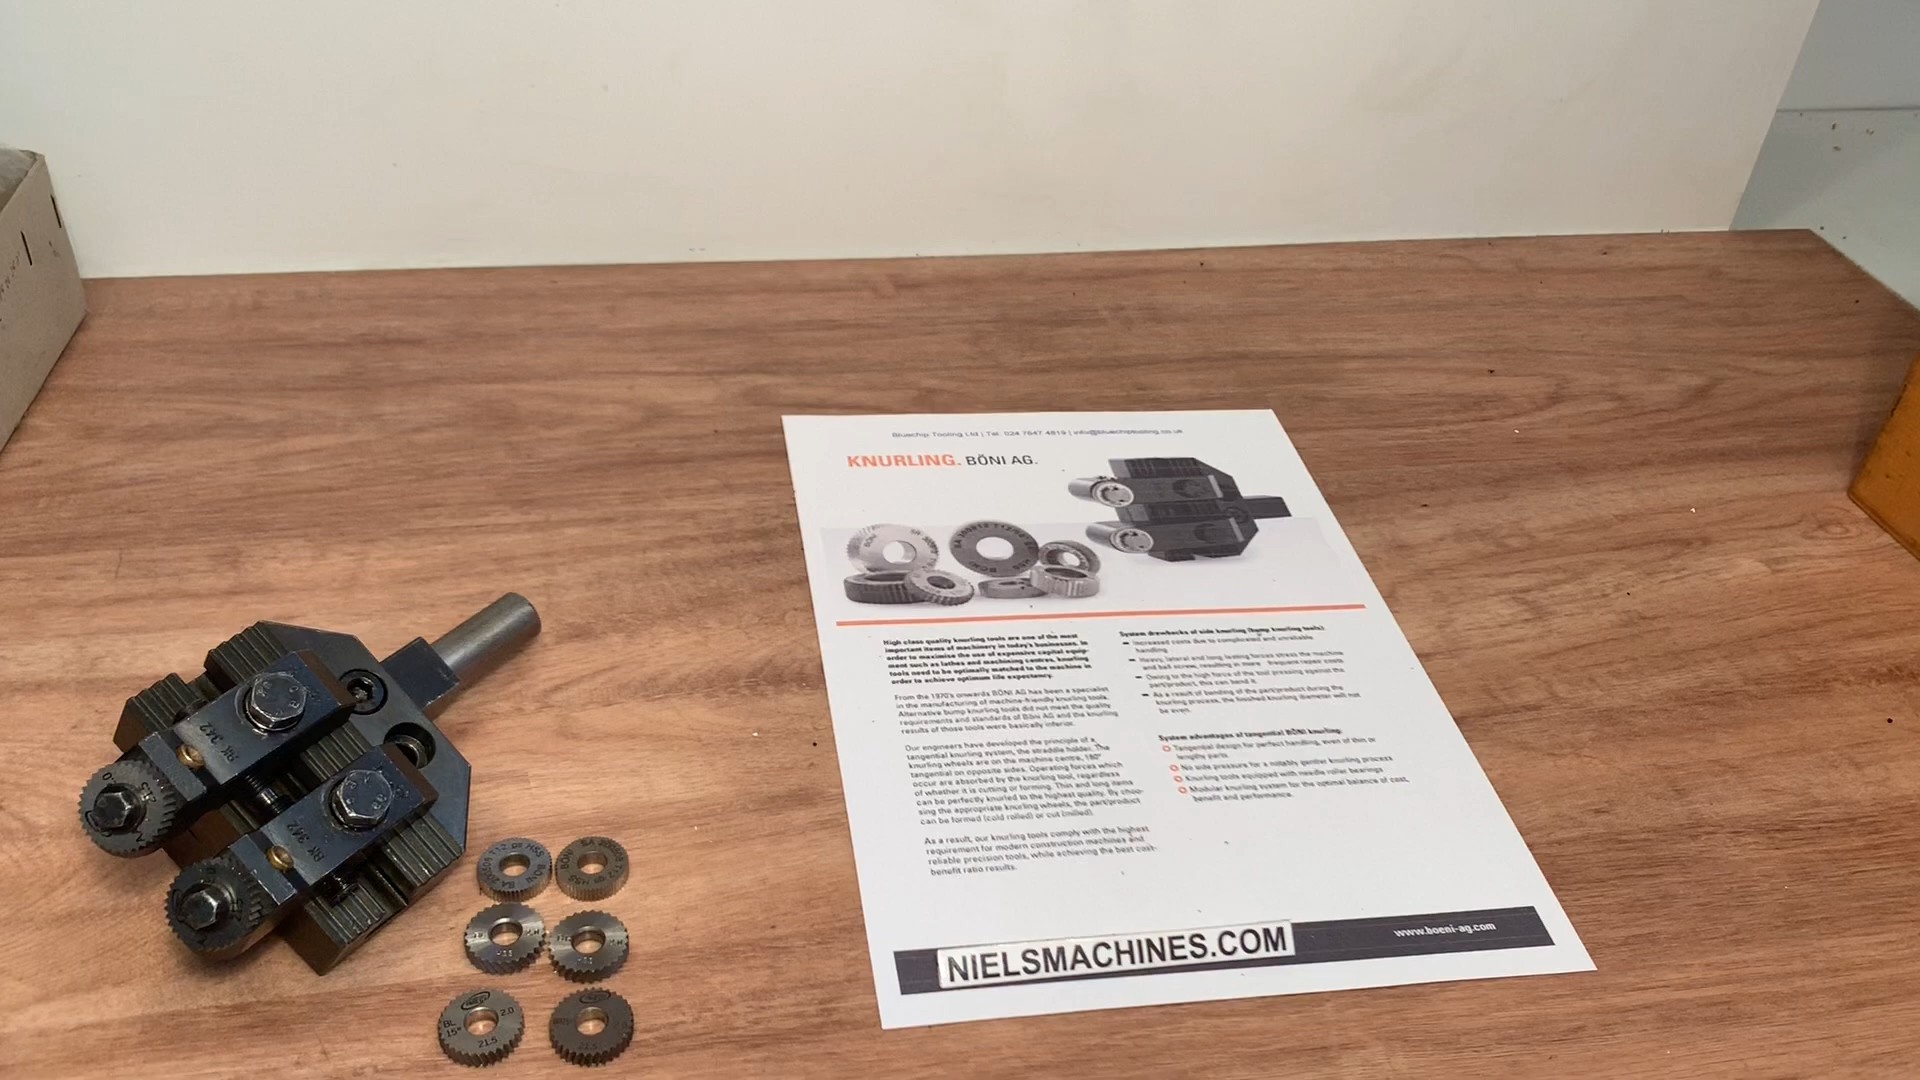 Bluechip Tooling Ltd | Tel. 024 7647 4819 | info@bluechiptooling.co.uk
KNURLING. BÖNI AG.
High class quality knurling tools are one of the most
important items of machinery in today's businesses. In
order to maximise the use of expensive capital equip-
ment such as lathes and machining centres, knurling
tools need to be optimally matched to the machine in
order to achieve optimum life expectancy.
From the 1970's onwards BÖNI AG has been a specialist
in the manufacturing of machine-friendly knurling tools.
Alternative bump knurling tools did not meet the quality
requirements and standards of Böni AG and the knurling
results of those tools were basically inferior.
Our engineers have developed the principle of a
tangential knurling system, the straddle holder. The
knurling wheels are on the machine centre, 180°
tangential on opposite sides. Operating forces which
occur are absorbed by the knurling tool, regardless
of whether it is cutting or forming. Thin and long items
can be perfectly knurled to the highest quality. By choo-
sing the appropriate knurling wheels, the part/product
can be formed (cold rolled) or cut (milled).
As a result, our knurling tools comply with the highest
requirement for modern construction machines and
reliable precision tools, while achieving the best cost-
benefit ratio results.
System drawbacks of side knurling (bump knurling tools):
– Increased costs due to complicated and unreliable
handling
– Heavy, lateral and long lasting forces stress the machine
and ball screw, resulting in more frequent repair costs
– Owing to the high force of the tool pressing against the
part/product, this can bend it.
– As a result of bending of the part/product during the
knurling process, the finished knurling diameter will not
be even.
System advantages of tangential BÖNI knurling:
Tangential design for perfect handling, even of thin or
lengthy parts.
No side pressure for a notably gentler knurling process
Knurling tools equipped with needle roller bearings
Modular knurling system for the optimal balance of cost,
benefit and performance.
www.boeni-ag.com
NIELSMACHINES.COM
RK 342
RK 342
HSS BÖNI
BÖNI
HSS
HSS
BL
15°
2.0
21.5
21.5